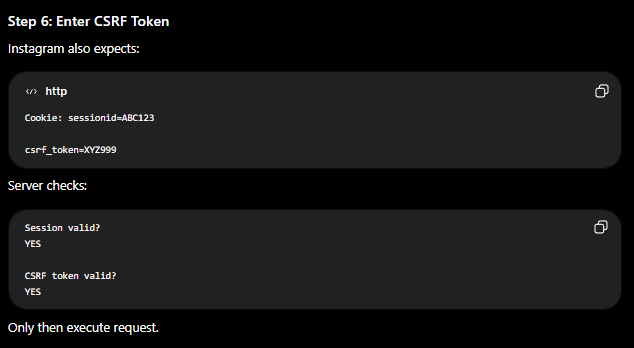 Step 6: Enter CSRF Token
Instagram also expects:
http
Cookie: sessionid=ABC123
csrf_token=XYZ999
Server checks:
Session valid?
YES
CSRF token valid?
YES
Only then execute request.